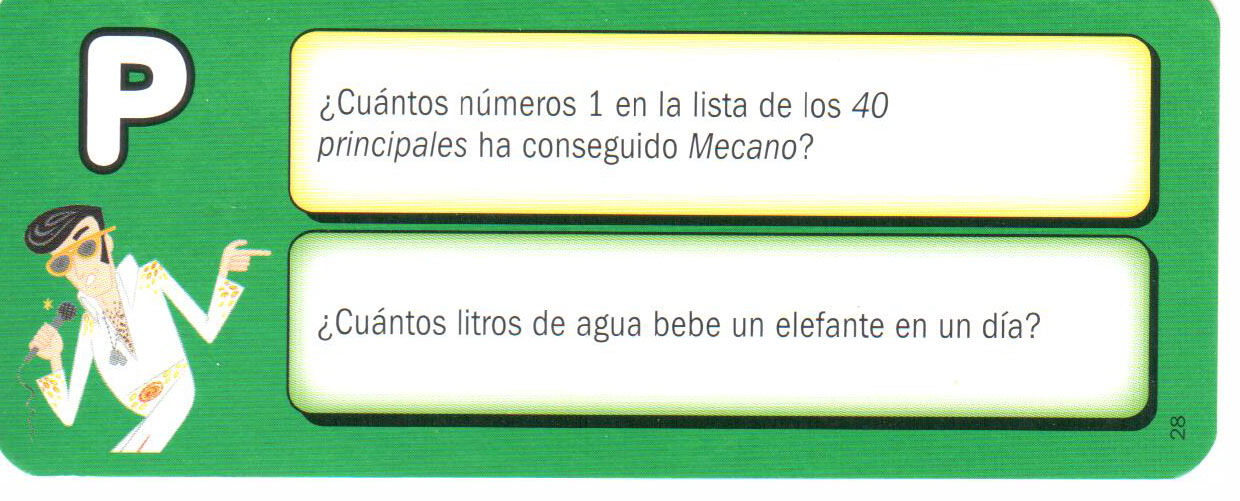 P
¿Cuántos números 1 en la lista de los 40
principales ha conseguido Mecano?
¿Cuántos litros de agua bebe un elefante en un día?
28